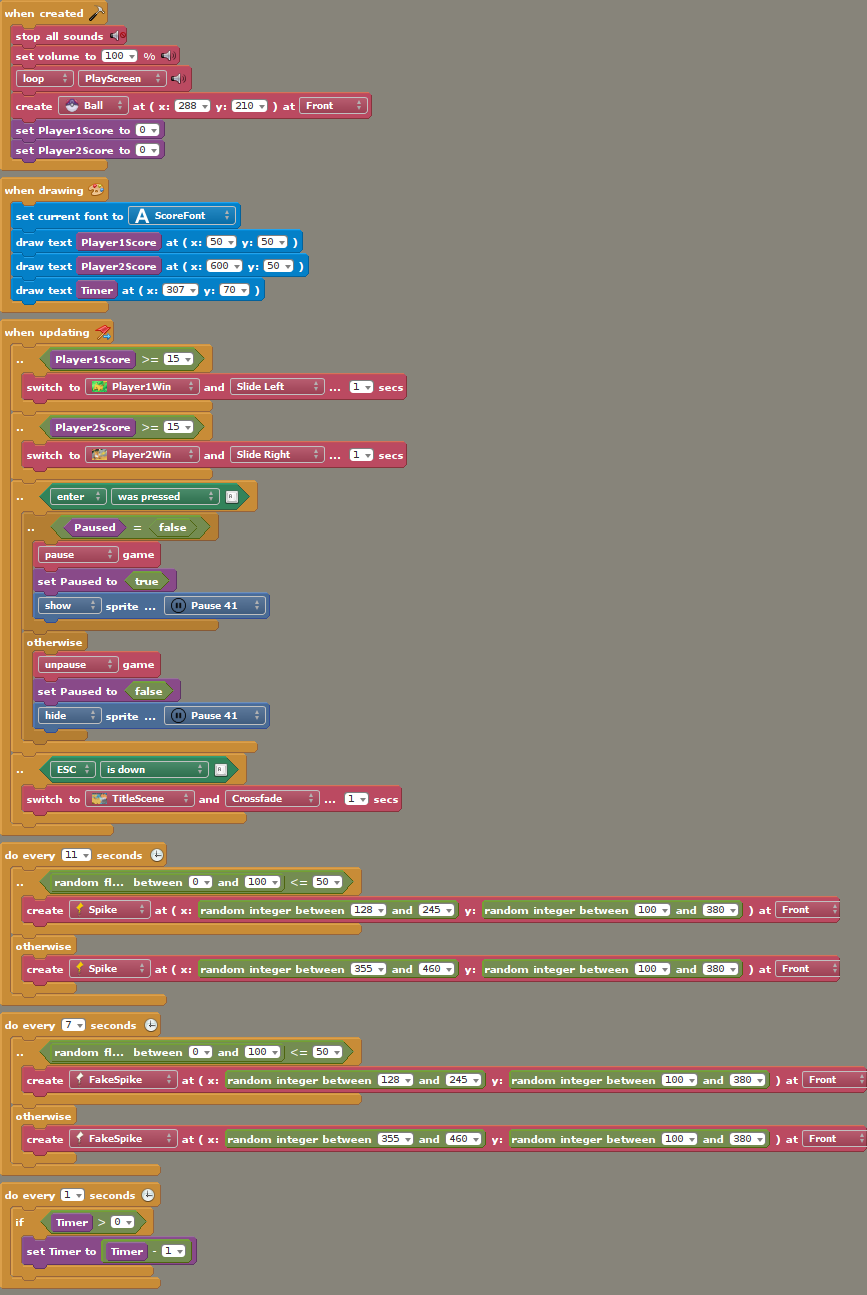 when created
stop all sounds
set volume to 100 %
loop PlayScreen
create Ball at ( x: 288 y: 210 ) at Front
set Player1Score to 0
set Player2Score to 0
when drawing
set current font to A ScoreFont
draw text Player1Score at ( x: 50 y: 50 )
draw text Player2Score at ( x: 600 y: 50 )
draw text Timer at ( x: 307 y: 70 )
when updating
.. Player1Score >= 15
switch to Player1Win and Slide Left ... 1 secs
.. Player2Score >= 15
switch to Player2Win and Slide Right ... 1 secs
.. enter was pressed
.. Paused = false
pause game
set Paused to true
show sprite ... Pause 41
otherwise
unpause game
set Paused to false
hide sprite ... Pause 41
.. ESC is down
switch to TitleScene and Crossfade ... 1 secs
do every 11 seconds
.. random fl... between 0 and 100 <= 50
create Spike at ( x: random integer between 128 and 245 y: random integer between 100 and 380 ) at Front
otherwise
create Spike at ( x: random integer between 355 and 460 y: random integer between 100 and 380 ) at Front
do every 7 seconds
.. random fl... between 0 and 100 <= 50
create FakeSpike at ( x: random integer between 128 and 245 y: random integer between 100 and 380 ) at Front
otherwise
create FakeSpike at ( x: random integer between 355 and 460 y: random integer between 100 and 380 ) at Front
do every 1 seconds
if Timer > 0
set Timer to Timer - 1